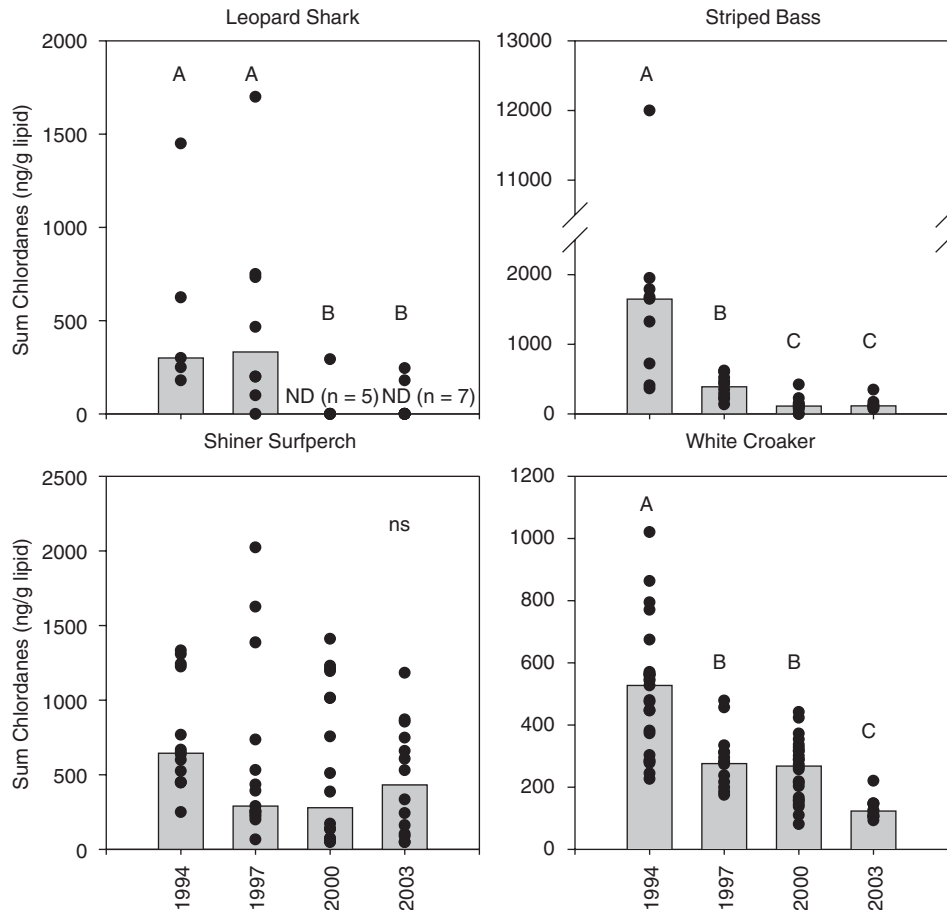 Leopard Shark
Striped Bass
Sum Chlordanes (ng/g lipid)
2000
1500
1000
500
0
A
A
B
B
ND (n = 5) ND (n = 7)
13000
12000
11000
2000
1000
0
A
B
C
C
Shiner Surfperch
White Croaker
Sum Chlordanes (ng/g lipid)
2500
2000
1500
1000
500
0
ns
1994
1997
2000
2003
1200
1000
800
600
400
200
0
A
B
B
C
1994
1997
2000
2003